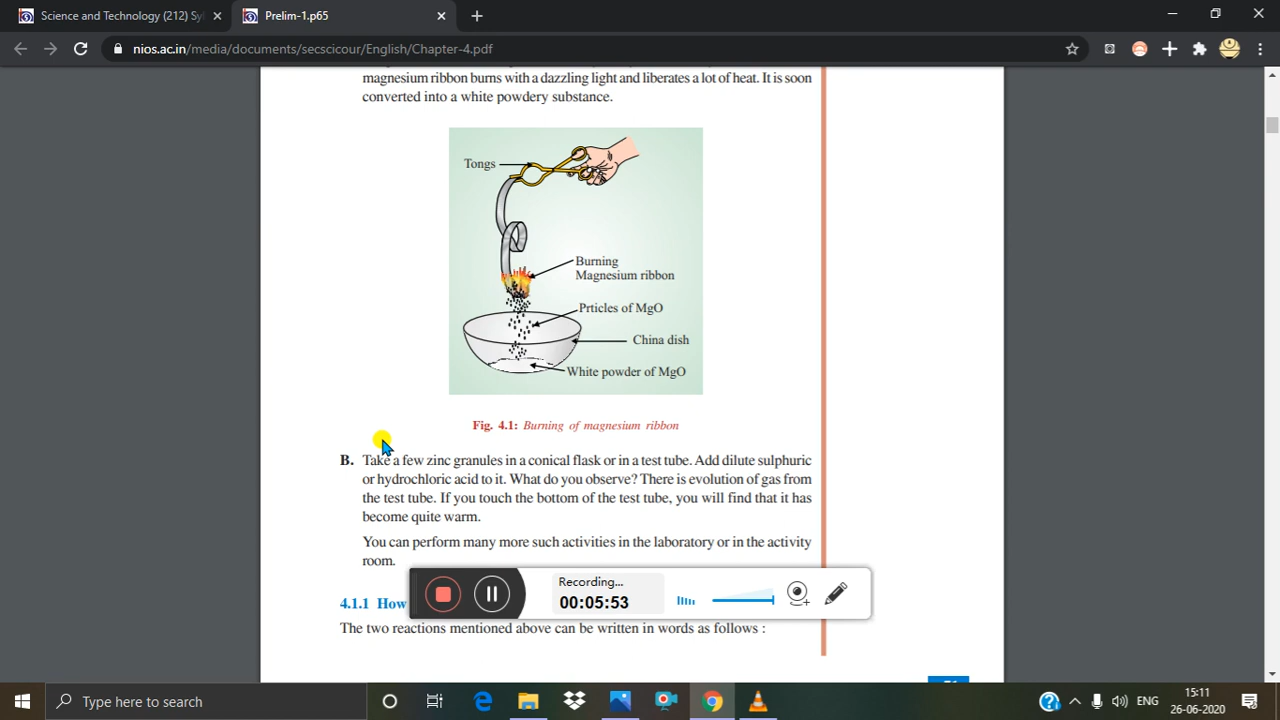 Science and Technology (212) Sy
Prelim-1.p65
nios.ac.in/media/documents/secscicour/English/Chapter-4.pdf
magnesium ribbon burns with a dazzling light and liberates a lot of heat. It is soon
converted into a white powdery substance.
Tongs
Burning
Magnesium ribbon
Prticles of MgO
China dish
White powder of MgO
Fig. 4.1: Burning of magnesium ribbon
B. Take a few zinc granules in a conical flask or in a test tube. Add dilute sulphuric
or hydrochloric acid to it. What do you observe? There is evolution of gas from
the test tube. If you touch the bottom of the test tube, you will find that it has
become quite warm.
You can perform many more such activities in the laboratory or in the activity
room.
Recording...
00:05:53
4.1.1 How
The two reactions mentioned above can be written in words as follows :
Type here to search
ENG
15:11
26-06-2020